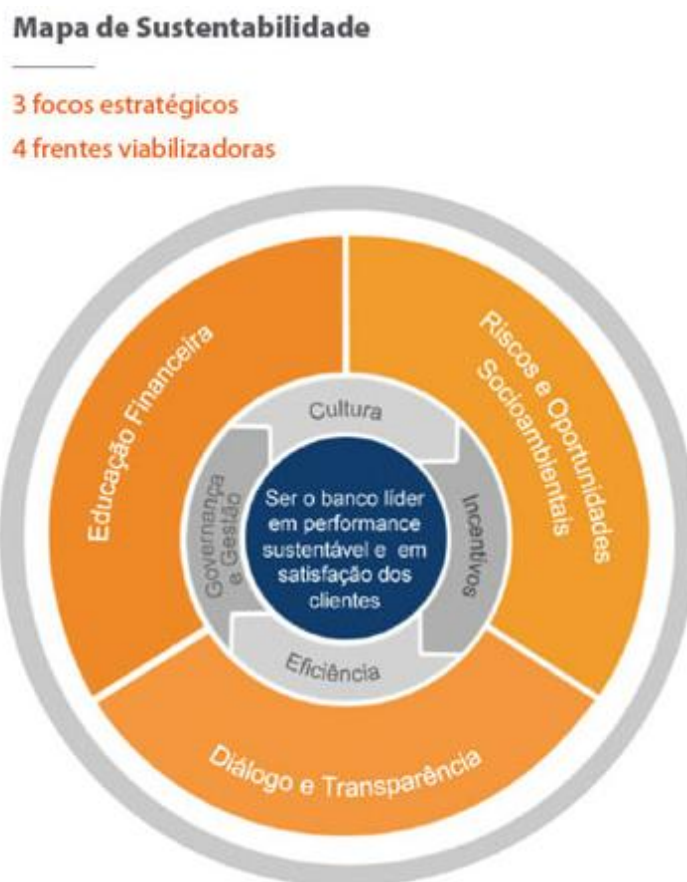 Mapa de Sustentabilidade
3 focos estratégicos
4 frentes viabilizadoras
Educação Financeira
Riscos e Oportunidades
Socioambientais
Cultura
Governança
e Gestão
Ser o banco líder
em performance
sustentável e em
satisfação dos
clientes
Incentivos
Eficiência
Diálogo e Transparência